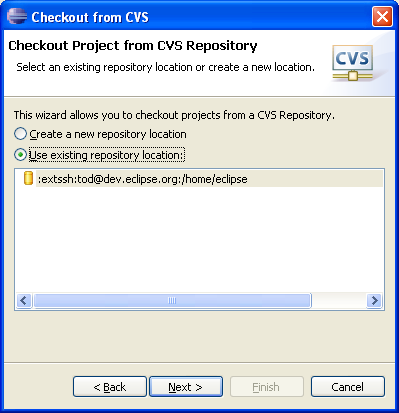 Checkout from CVS
Checkout Project from CVS Repository
Select an existing repository location or create a new location.
CVS
This wizard allows you to checkout projects from a CVS Repository.
Create a new repository location
Use existing repository location:
:extssh:tod@dev.eclipse.org:/home/eclipse
< Back
Next >
Finish
Cancel